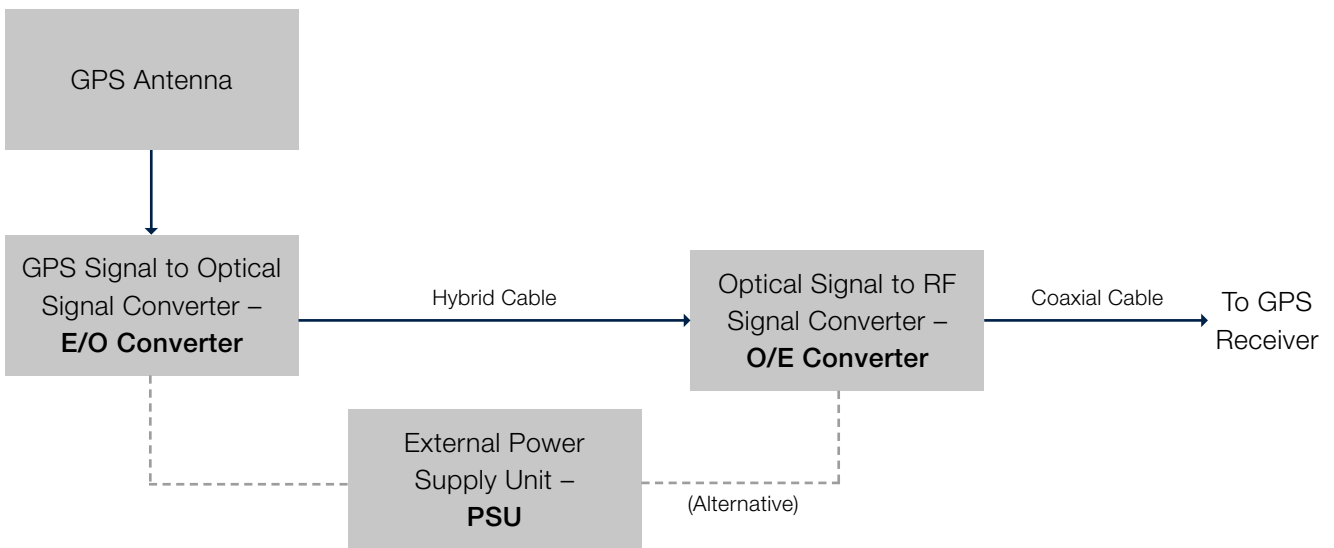 GPS Antenna
GPS Signal to Optical
Signal Converter –
E/O Converter
Hybrid Cable
Optical Signal to RF
Signal Converter –
O/E Converter
Coaxial Cable
To GPS
Receiver
External Power
Supply Unit –
PSU
(Alternative)